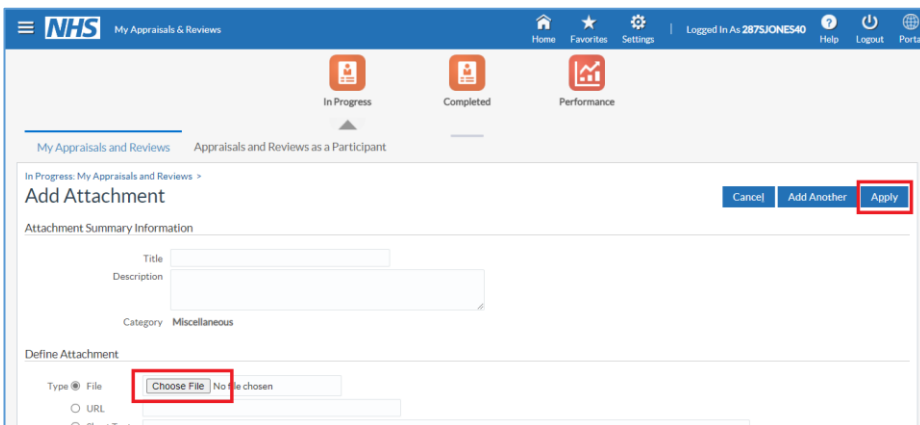 NHS My Appraisals & Reviews Home Favorites Settings Logged In As 287SJONES40 Help Logout Porta
In Progress Completed Performance
My Appraisals and Reviews Appraisals and Reviews as a Participant
In Progress: My Appraisals and Reviews >
Add Attachment Cancel Add Another Apply
Attachment Summary Information
Title
Description
Category Miscellaneous
Define Attachment
Type File Choose File No file chosen
URL